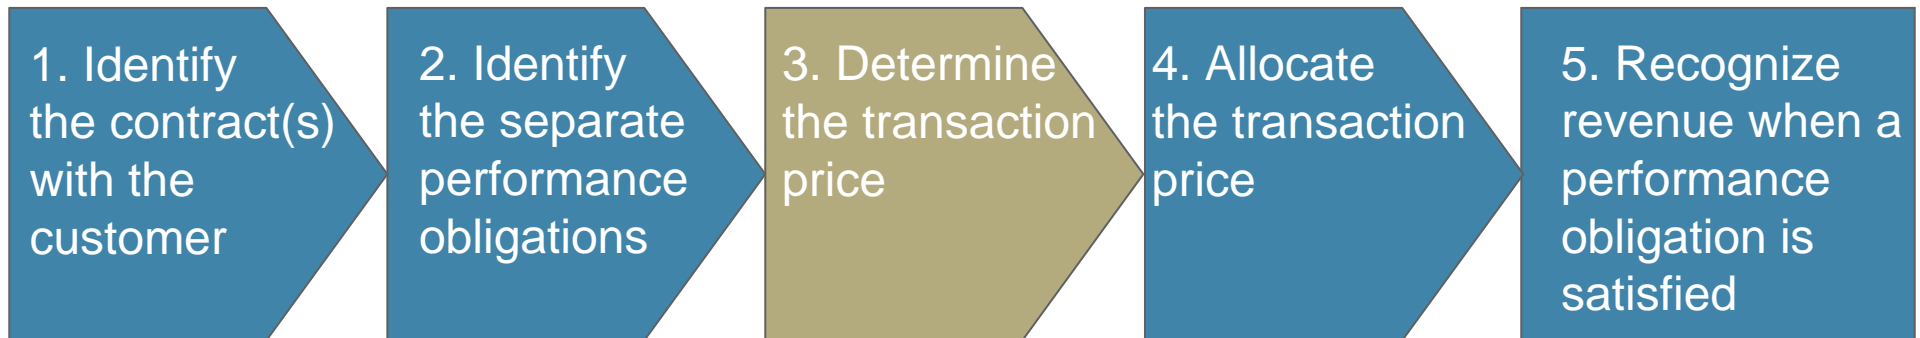 1. Identify
the contract(s)
with the
customer
2. Identify
the separate
performance
obligations
3. Determine
the transaction
price
4. Allocate
the transaction
price
5. Recognize
revenue when a
performance
obligation is
satisfied